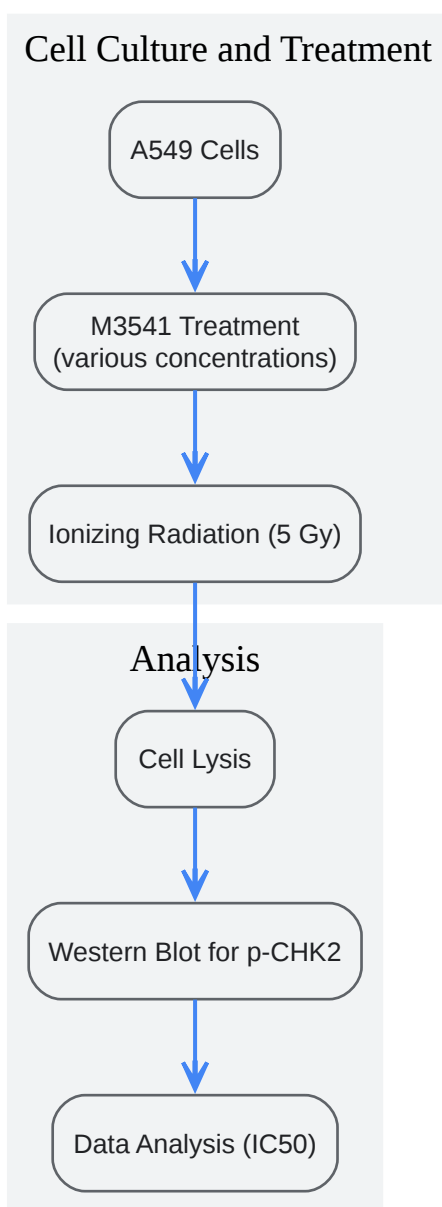 Cell Culture and Treatment
A549 Cells
M3541 Treatment
(various concentrations)
Ionizing Radiation (5 Gy)
Analysis
Cell Lysis
Western Blot for p-CHK2
Data Analysis (IC50)